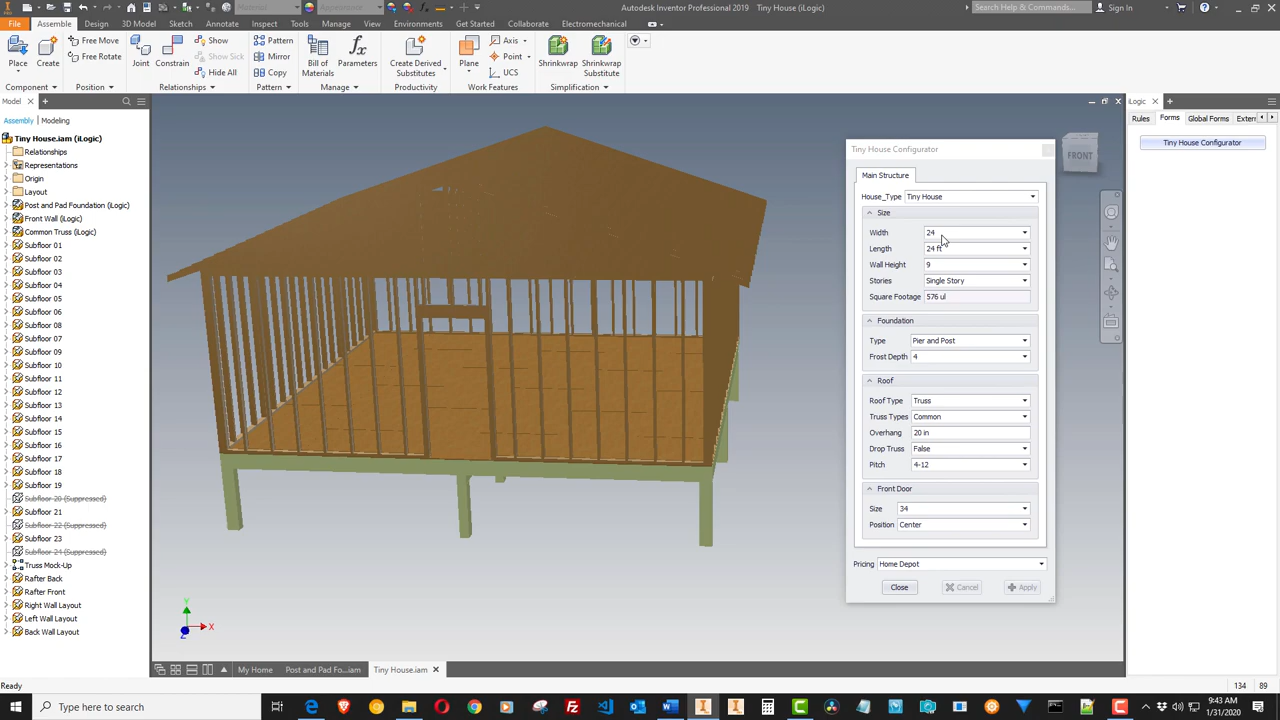 Material
Appearance
Autodesk Inventor Professional 2019 Tiny House (iLogic)
Search Help & Commands...
Sign In
File Assemble Design 3D Model Sketch Annotate Inspect Tools Manage View Environments Get Started Collaborate Electromechanical
Place
Create
Free Move
Free Rotate
Component
Position
Joint
Constrain
Show
Show Sick
Hide All
Relationships
Pattern
Mirror
Copy
Pattern
Bill of Materials
Parameters
Manage
Create Derived Substitutes
Productivity
Plane
Axis
Point
UCS
Work Features
Shrinkwrap
Shrinkwrap Substitute
Simplification
Model
Assembly Modeling
Tiny House.iam (iLogic)
Relationships
Representations
Origin
Layout
Post and Pad Foundation (iLogic)
Front Wall (iLogic)
Common Truss (iLogic)
Subfloor 01
Subfloor 02
Subfloor 03
Subfloor 04
Subfloor 05
Subfloor 06
Subfloor 08
Subfloor 07
Subfloor 09
Subfloor 10
Subfloor 11
Subfloor 12
Subfloor 13
Subfloor 14
Subfloor 15
Subfloor 16
Subfloor 17
Subfloor 18
Subfloor 19
Subfloor 20 (Suppressed)
Subfloor 21
Subfloor 22 (Suppressed)
Subfloor 23
Subfloor 24 (Suppressed)
Truss Mock-Up
Rafter Back
Rafter Front
Right Wall Layout
Left Wall Layout
Back Wall Layout
Y
X
Z
FRONT
Tiny House Configurator
Main Structure
House_Type Tiny House
Size
Width 24
Length 24 ft
Wall Height 9
Stories Single Story
Square Footage 576 ul
Foundation
Type Pier and Post
Frost Depth 4
Roof
Roof Type Truss
Truss Types Common
Overhang 20 in
Drop Truss False
Pitch 4-12
Front Door
Size 34
Position Center
Pricing Home Depot
Close Cancel Apply
iLogic
Rules Forms Global Forms Extern
Tiny House Configurator
My Home Post and Pad Fo...iam Tiny House.iam
Ready
134 89
Type here to search
9:43 AM
1/31/2020